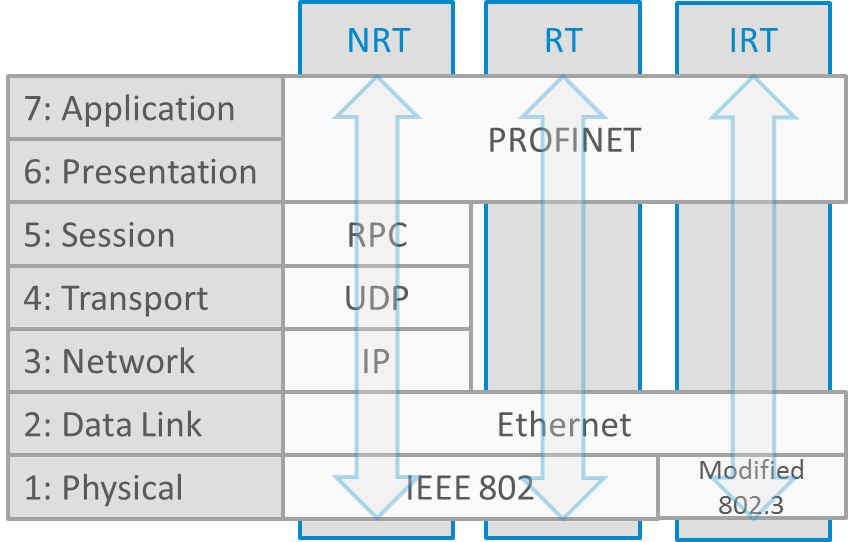 NRT RT IRT
7: Application
PROFINET
6: Presentation
5: Session RPC
4: Transport UDP
3: Network IP
2: Data Link Ethernet
1: Physical IEEE 802 Modified
802.3